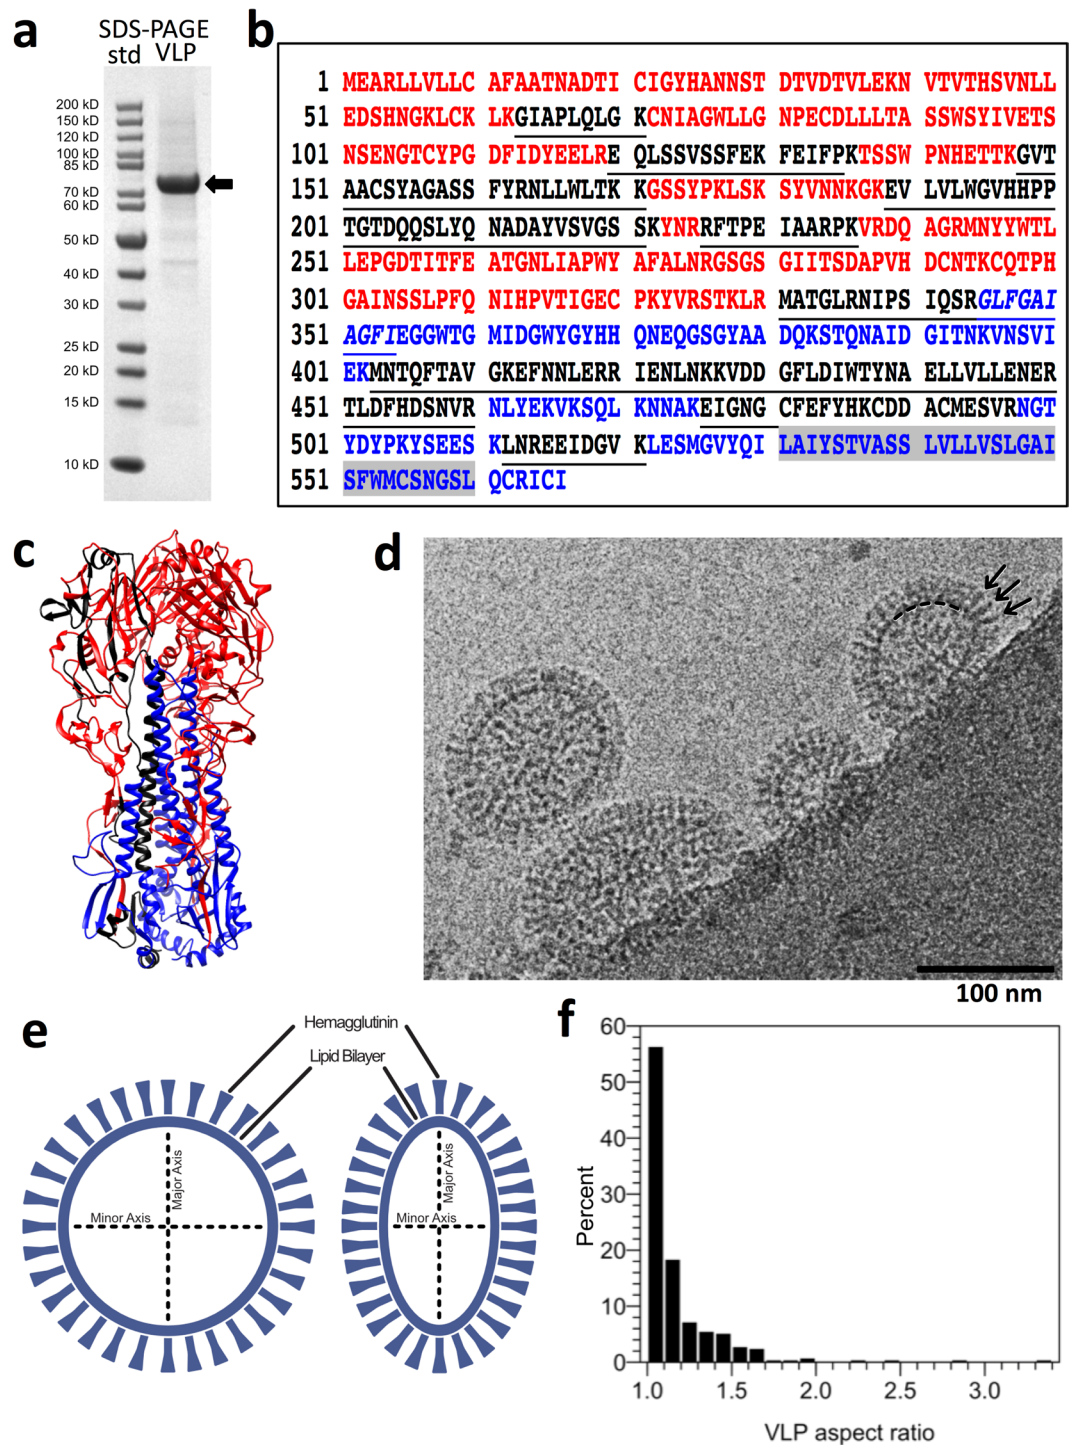 a
SDS-PAGE
std VLP
200 kD
150 kD
120 kD
100 kD
85 kD
70 kD
60 kD
50 kD
40 kD
30 kD
25 kD
20 kD
15 kD
10 kD
b
1 MEARLLVLLC AFAATNADTI CIGYHANNST DTVDTVLEKN VTVTHSVNLL
51 EDSHNGKLCK LKGIAPLQLG KCNIAGWLLG NPECDLLLTA SSWSYIVETS
101 NSENGTCYPG DFIDYEELRE QLSSVSSFEK FEIFPKTSSW PNHETTKGVT
151 AACSYAGASS FYRNLLWLTK KGSSYPKLSK SYVNNKGKEV LVLWGVHHPP
201 TGTDQQSLYQ NADAYVSVGS SKYNRRFTPE IAARPKVRDQ AGRMNYYWTL
251 LEPGDTITFE ATGNLIAPWY AFALNRGSGS GIITSDAPVH DCNTKCQTPH
301 GAINSSLPFQ NIHPVTIGEC PKYVRSTKLR MATGLRNIPS IQSRGLFGAI
351 AGFIEGGWTG MIDGWYGYHH QNEQGSGYAA DQKSTQNAID GITNKVNSVI
401 EKMNTQFTAV GKEFNNLERR IENLNKKVDD GFLDIWTYNA ELLVLLENER
451 TLDFHDSNVR NLYEKVKSQL KNNAKEIGNG CFEFYHKCDD ACMESVRNGT
501 YDYPKYSEES KLNREEIDGV KLESMGVYQI LAIYSTVASS LVLLVSLGAI
551 SFWMCSNGSL QCRICI
c
d
100 nm
e
Hemagglutinin
Lipid Bilayer
Major Axis
Minor Axis
Major Axis
Minor Axis
f
60
50
40
30
20
10
0
Percent
1.0 1.5 2.0 2.5 3.0
VLP aspect ratio